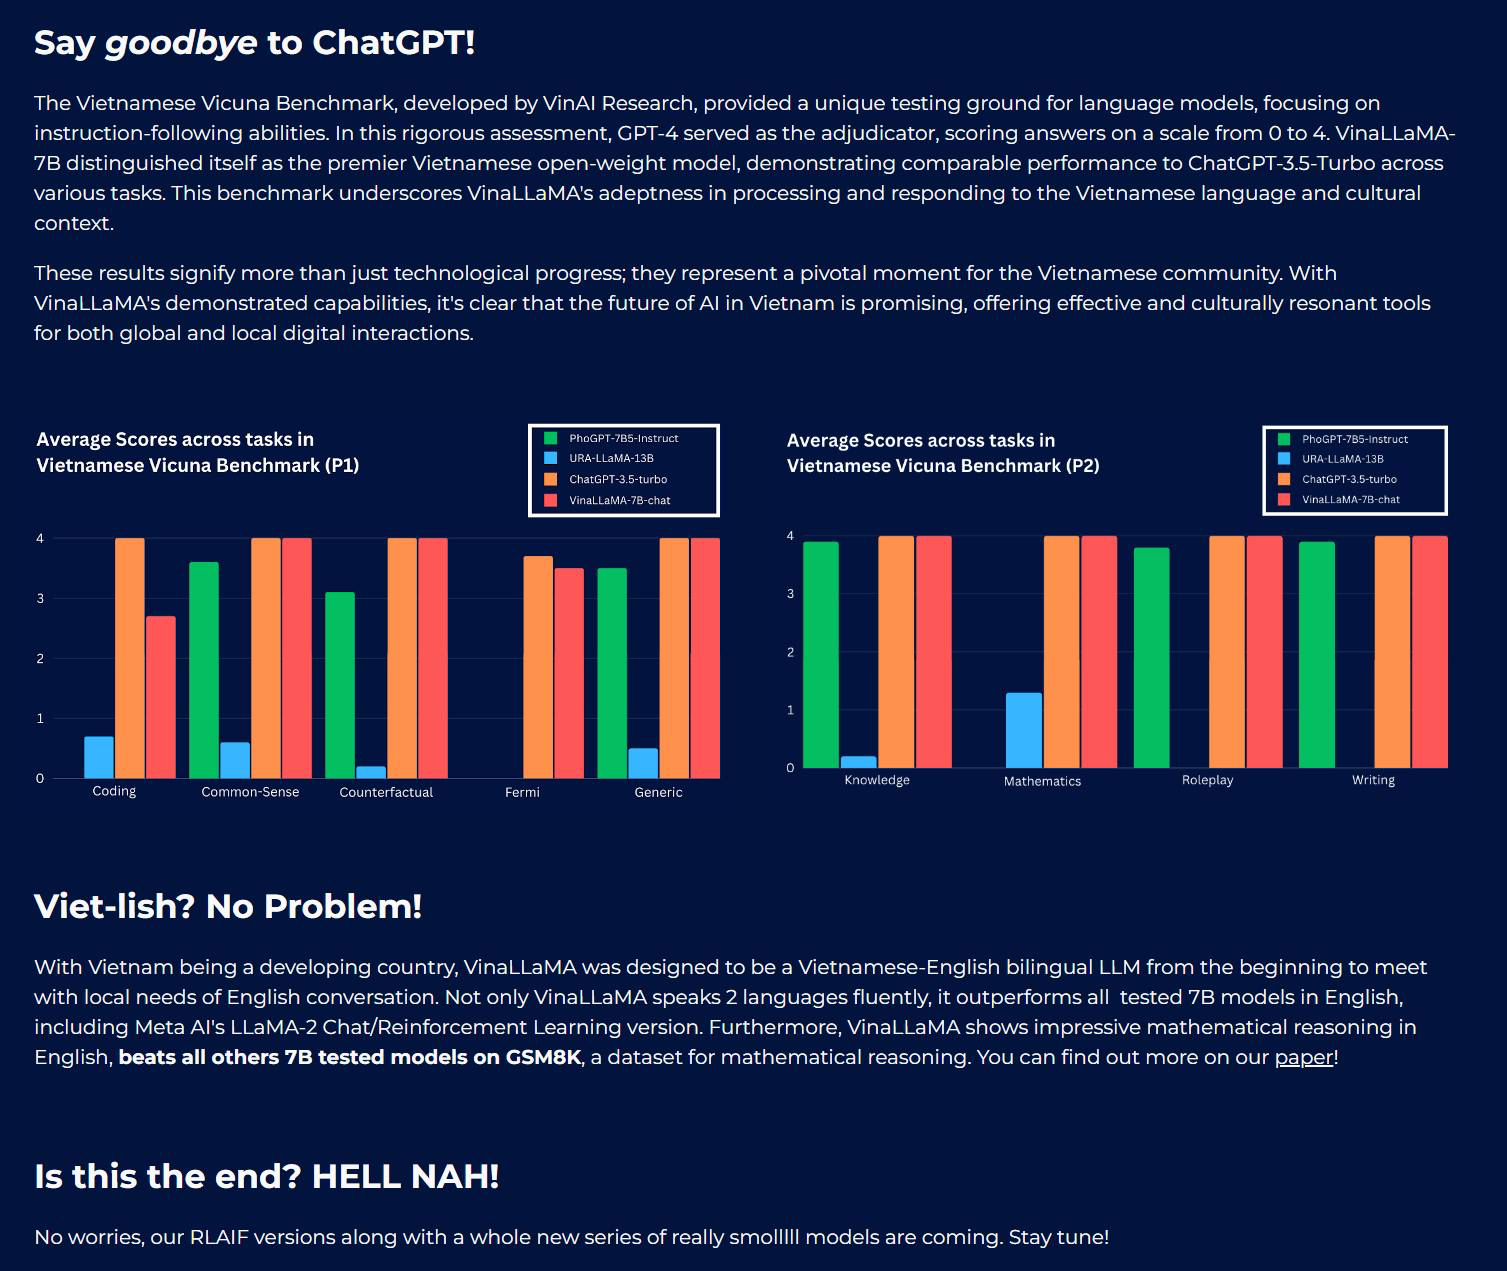 Say goodbye to ChatGPT!
The Vietnamese Vicuna Benchmark, developed by VinAI Research, provided a unique testing ground for language models, focusing on
instruction-following abilities. In this rigorous assessment, GPT-4 served as the adjudicator, scoring answers on a scale from 0 to 4. VinaLLaMA-
7B distinguished itself as the premier Vietnamese open-weight model, demonstrating comparable performance to ChatGPT-3.5-Turbo across
various tasks. This benchmark underscores VinaLLaMA's adeptness in processing and responding to the Vietnamese language and cultural
context.
These results signify more than just technological progress; they represent a pivotal moment for the Vietnamese community. With
VinaLLaMA's demonstrated capabilities, it's clear that the future of AI in Vietnam is promising, offering effective and culturally resonant tools
for both global and local digital interactions.
Average Scores across tasks in
Vietnamese Vicuna Benchmark (P1)
PhoGPT-7B5-Instruct
URA-LLaMA-13B
ChatGPT-3.5-turbo
VinaLLaMA-7B-chat
4
3
2
1
0
Coding
Common-Sense
Counterfactual
Fermi
Generic
Average Scores across tasks in
Vietnamese Vicuna Benchmark (P2)
PhoGPT-7B5-Instruct
URA-LLaMA-13B
ChatGPT-3.5-turbo
VinaLLaMA-7B-chat
4
3
2
1
0
Knowledge
Mathematics
Roleplay
Writing
Viet-lish? No Problem!
With Vietnam being a developing country, VinaLLaMA was designed to be a Vietnamese-English bilingual LLM from the beginning to meet
with local needs of English conversation. Not only VinaLLaMA speaks 2 languages fluently, it outperforms all tested 7B models in English,
including Meta AI's LLaMA-2 Chat/Reinforcement Learning version. Furthermore, VinaLLaMA shows impressive mathematical reasoning in
English, beats all others 7B tested models on GSM8K, a dataset for mathematical reasoning. You can find out more on our paper!
Is this the end? HELL NAH!
No worries, our RLAIF versions along with a whole new series of really smolllll models are coming. Stay tune!